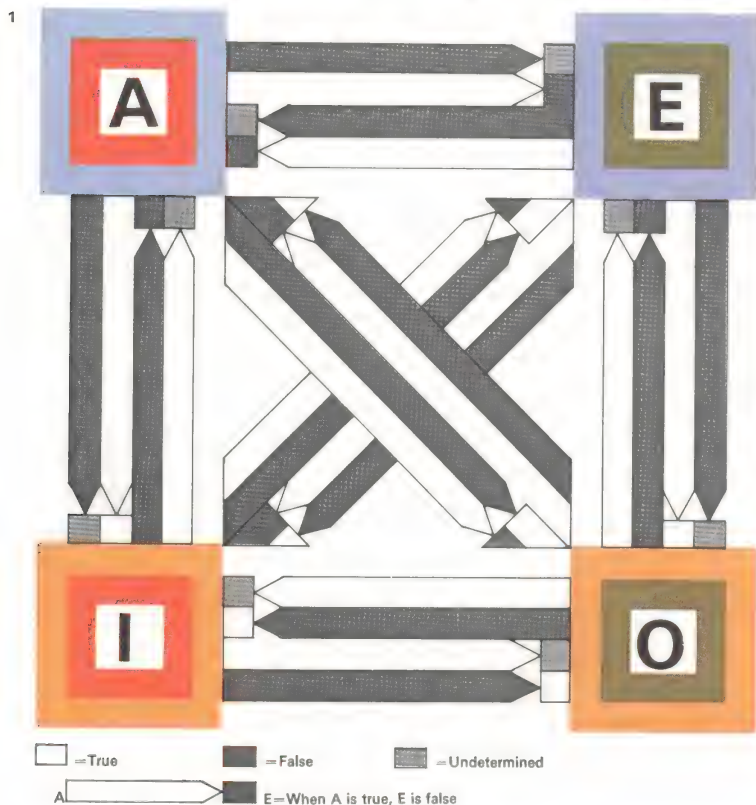 1
A E
I O
=True =False =Undetermined
A E=When A is true, E is false